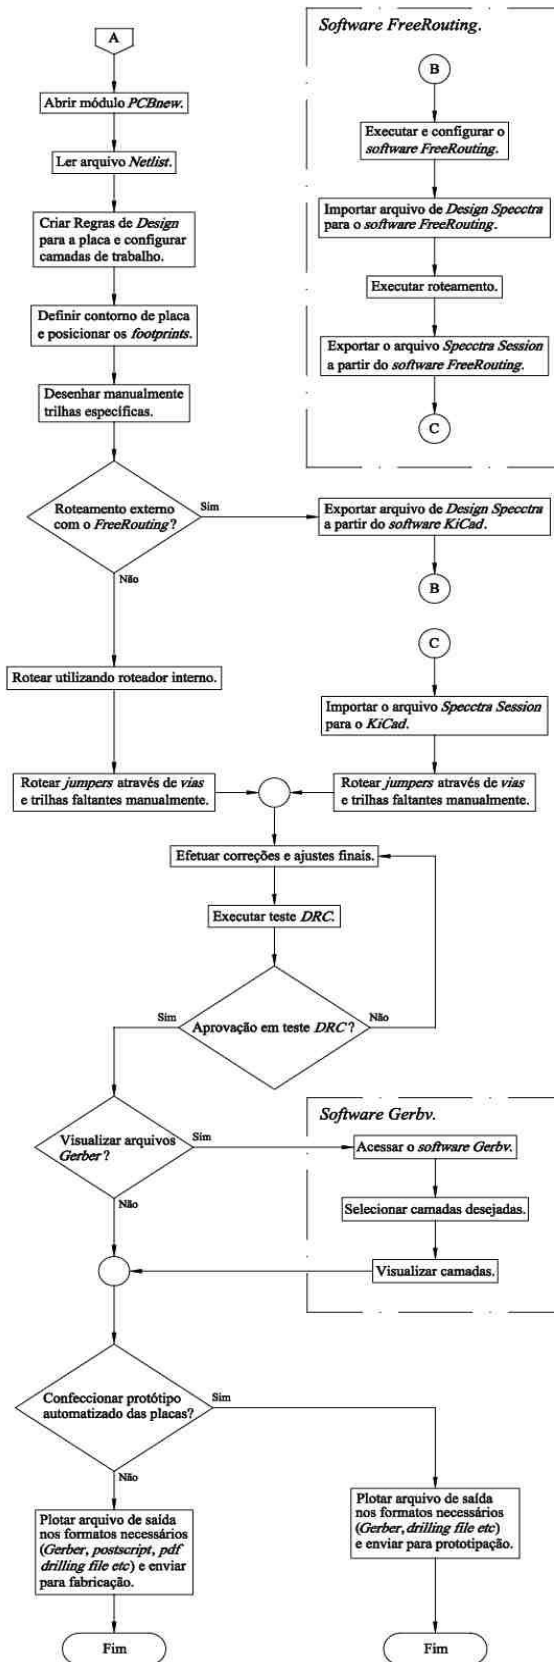 A
Abrir módulo PCBnew.
Ler arquivo Netlist.
Criar Regras de Design
para a placa e configurar
camadas de trabalho.
Definir contorno de placa
e posicionar os footprints.
Desenhar manualmente
trilhas específicas.
Software FreeRouting.
B
Executar e configurar o
software FreeRouting.
Importar arquivo de Design Specctra
para o software FreeRouting.
Executar roteamento.
Exportar o arquivo Specctra Session
a partir do software FreeRouting.
C
Roteamento externo
com o FreeRouting?
Sim
Não
Exportar arquivo de Design Specctra
a partir do software KiCad.
B
C
Rotear utilizando roteador interno.
Importar o arquivo Specctra Session
para o KiCad.
Rotear jumpers através de vias
e trilhas faltantes manualmente.
Rotear jumpers através de vias
e trilhas faltantes manualmente.
Efetuar correções e ajustes finais.
Executar teste DRC.
Sim
Aprovação em teste DRC?
Não
Visualizar arquivos
Gerber?
Sim
Não
Software Gerbv.
Acessar o software Gerbv.
Selecionar camadas desejadas.
Visualizar camadas.
Confeccionar protótipo
automatizado das placas?
Sim
Não
Plotar arquivo de saída
nos formatos necessários
(Gerber, postscript, pdf
drilling file etc) e enviar
para fabricação.
Plotar arquivo de saída
nos formatos necessários
(Gerber, drilling file etc)
e enviar para prototipação.
Fim
Fim